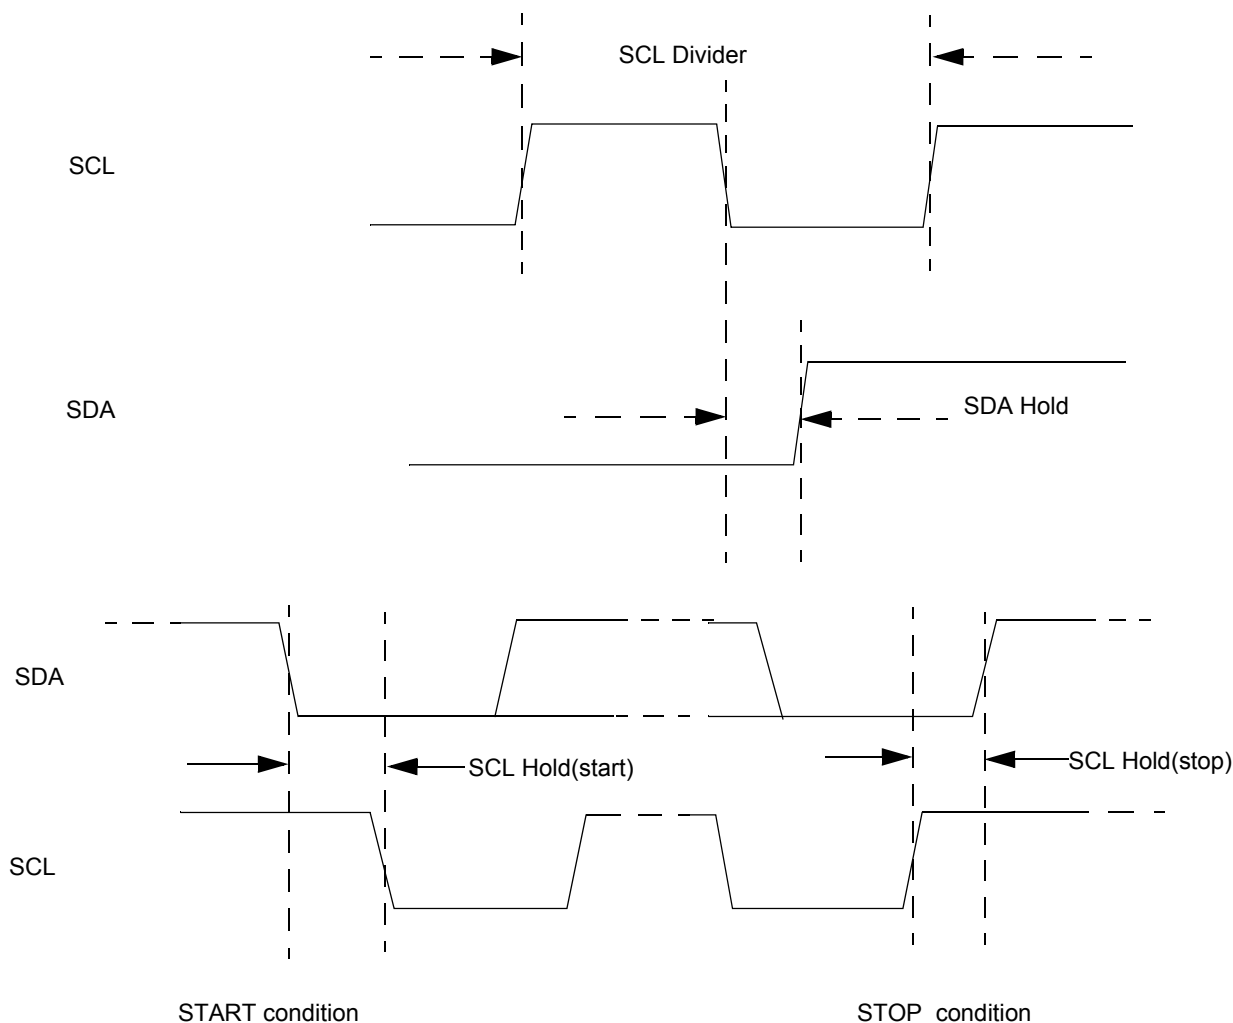 SCL Divider
SCL
SDA
SDA Hold
SDA
SCL Hold(start)
SCL Hold(stop)
SCL
START condition
STOP condition